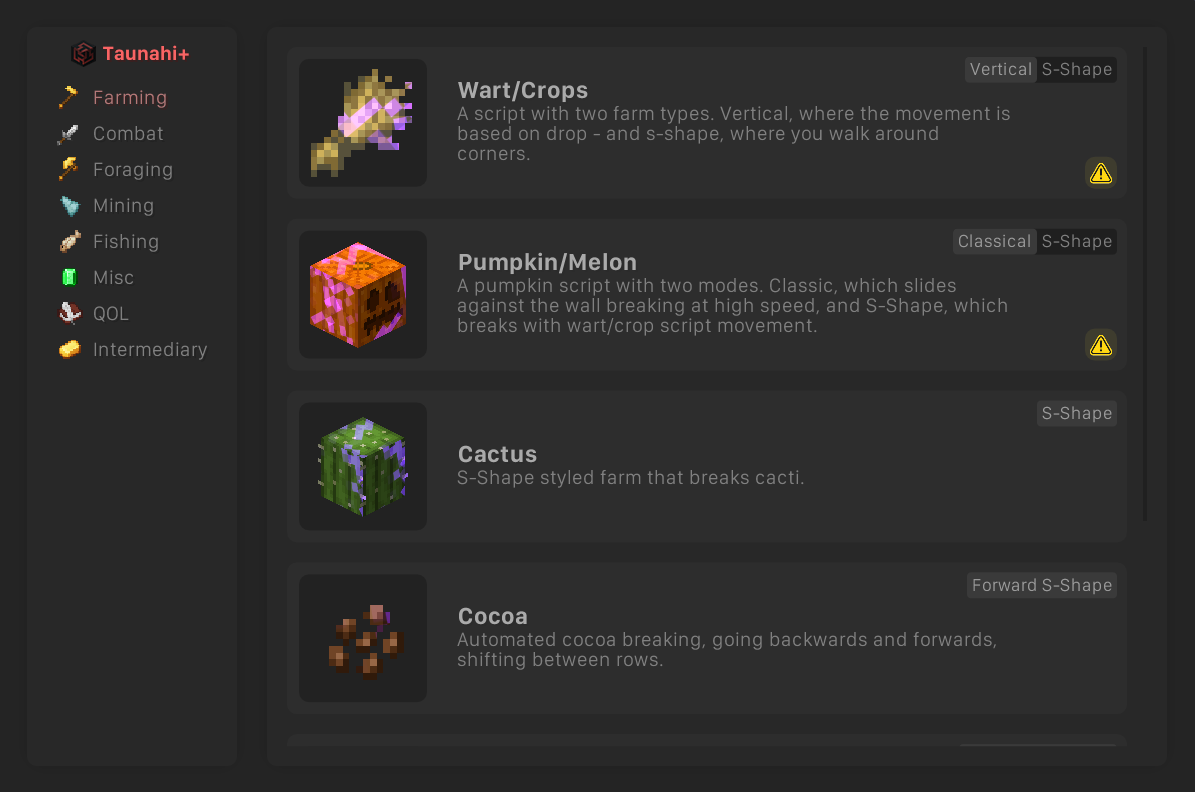 Taunahi+
Farming
Combat
Foraging
Mining
Fishing
Misc
QOL
Intermediary
Vertical S-Shape
Wart/Crops
A script with two farm types. Vertical, where the movement is
based on drop - and s-shape, where you walk around
corners.
Classical S-Shape
Pumpkin/Melon
A pumpkin script with two modes. Classic, which slides
against the wall breaking at high speed, and S-Shape, which
breaks with wart/crop script movement.
S-Shape
Cactus
S-Shape styled farm that breaks cacti.
Forward S-Shape
Cocoa
Automated cocoa breaking, going backwards and forwards,
shifting between rows.